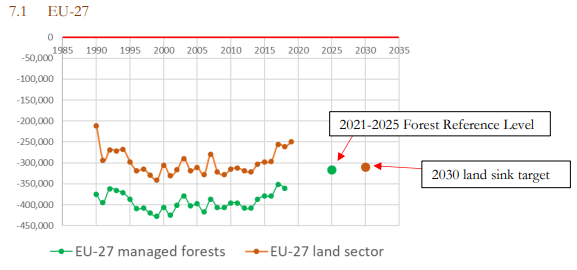 7.1 EU-27
0
1985 1990 1995 2000 2005 2010 2015 2020 2025 2030 2035
-50,000
-100,000
-150,000
-200,000
-250,000
-300,000
-350,000
-400,000
-450,000
2021-2025 Forest Reference Level
2030 land sink target
EU-27 managed forests EU-27 land sector